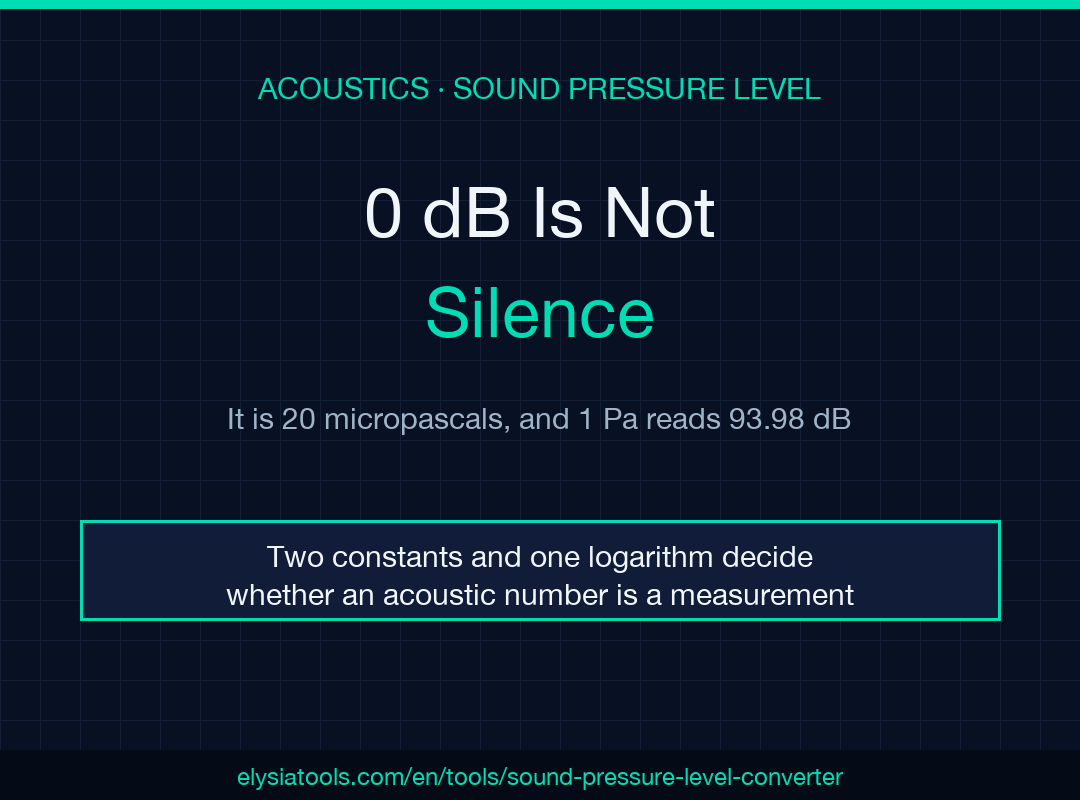 ACOUSTICS · SOUND PRESSURE LEVEL
0 dB Is Not
Silence
It is 20 micropascals, and 1 Pa reads 93.98 dB
Two constants and one logarithm decide
whether an acoustic number is a measurement
elysiatools.com/en/tools/sound-pressure-level-converter